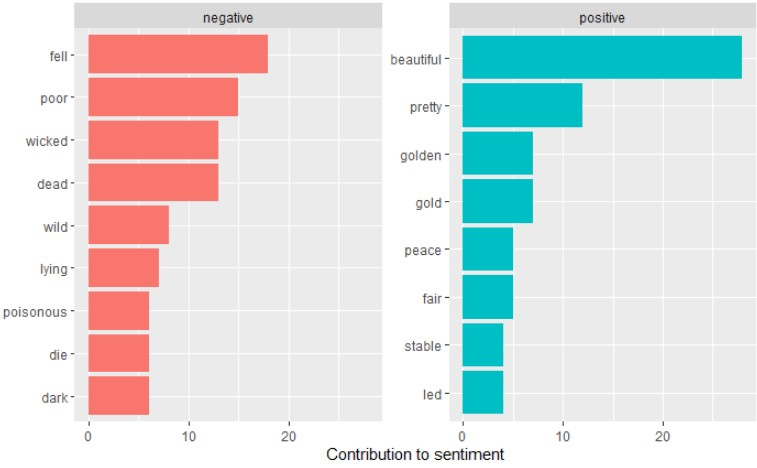 negative
fell
poor
wicked
dead
wild
lying
poisonous
die
dark
0 10 20
positive
beautiful
pretty
golden
gold
peace
fair
stable
led
0 10 20
Contribution to sentiment